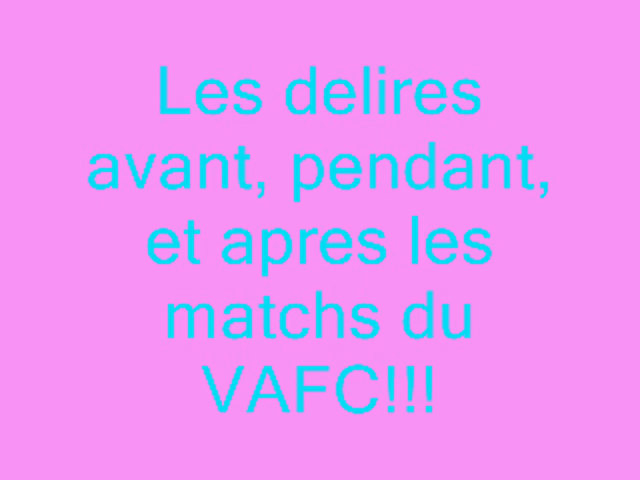 Les delires
avant, pendant,
et apres les
matchs du
VAFC!!!